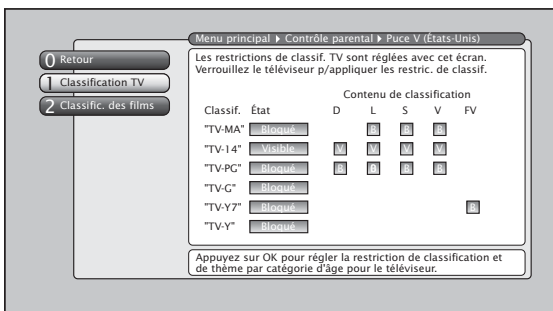 Menu principal ▸ Contrôle parental ▸ Puce V (États-Unis)
0 Retour
1 Classification TV
2 Classific. des films
Les restrictions de classif. TV sont réglées avec cet écran.
Verrouillez le téléviseur p/appliquer les restric. de classif.
Contenu de classification
Classif. État D L S V FV
"TV-MA" Bloqué B B B
"TV-14" Visible V V V V
"TV-PG" Bloqué B B B B
"TV-G" Bloqué
"TV-Y7" Bloqué B
"TV-Y" Bloqué
Appuyez sur OK pour régler la restriction de classification et
de thème par catégorie d'âge pour le téléviseur.